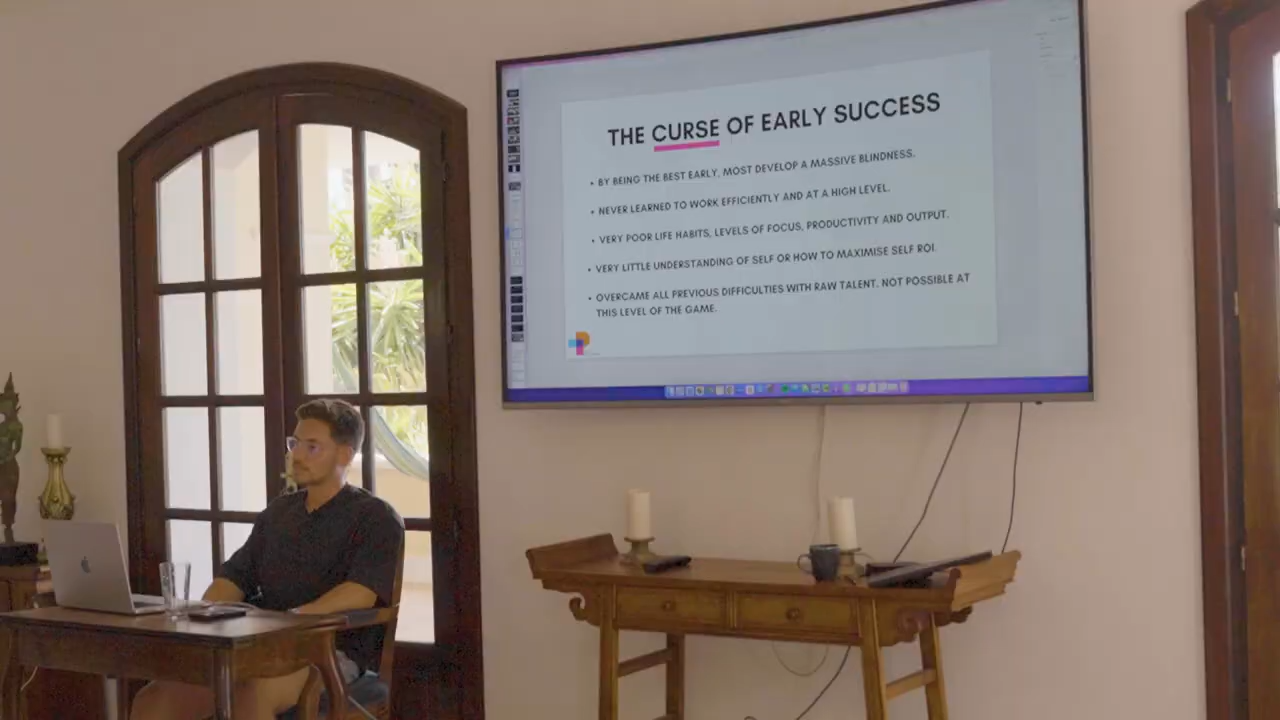 THE CURSE OF EARLY SUCCESS
• BY BEING THE BEST EARLY, MOST DEVELOP A MASSIVE BLINDNESS.
• NEVER LEARNED TO WORK EFFICIENTLY AND AT A HIGH LEVEL.
• VERY POOR LIFE HABITS, LEVELS OF FOCUS, PRODUCTIVITY AND OUTPUT.
• VERY LITTLE UNDERSTANDING OF SELF OR HOW TO MAXIMISE SELF ROI.
• OVERCAME ALL PREVIOUS DIFFICULTIES WITH RAW TALENT. NOT POSSIBLE AT
THIS LEVEL OF THE GAME.